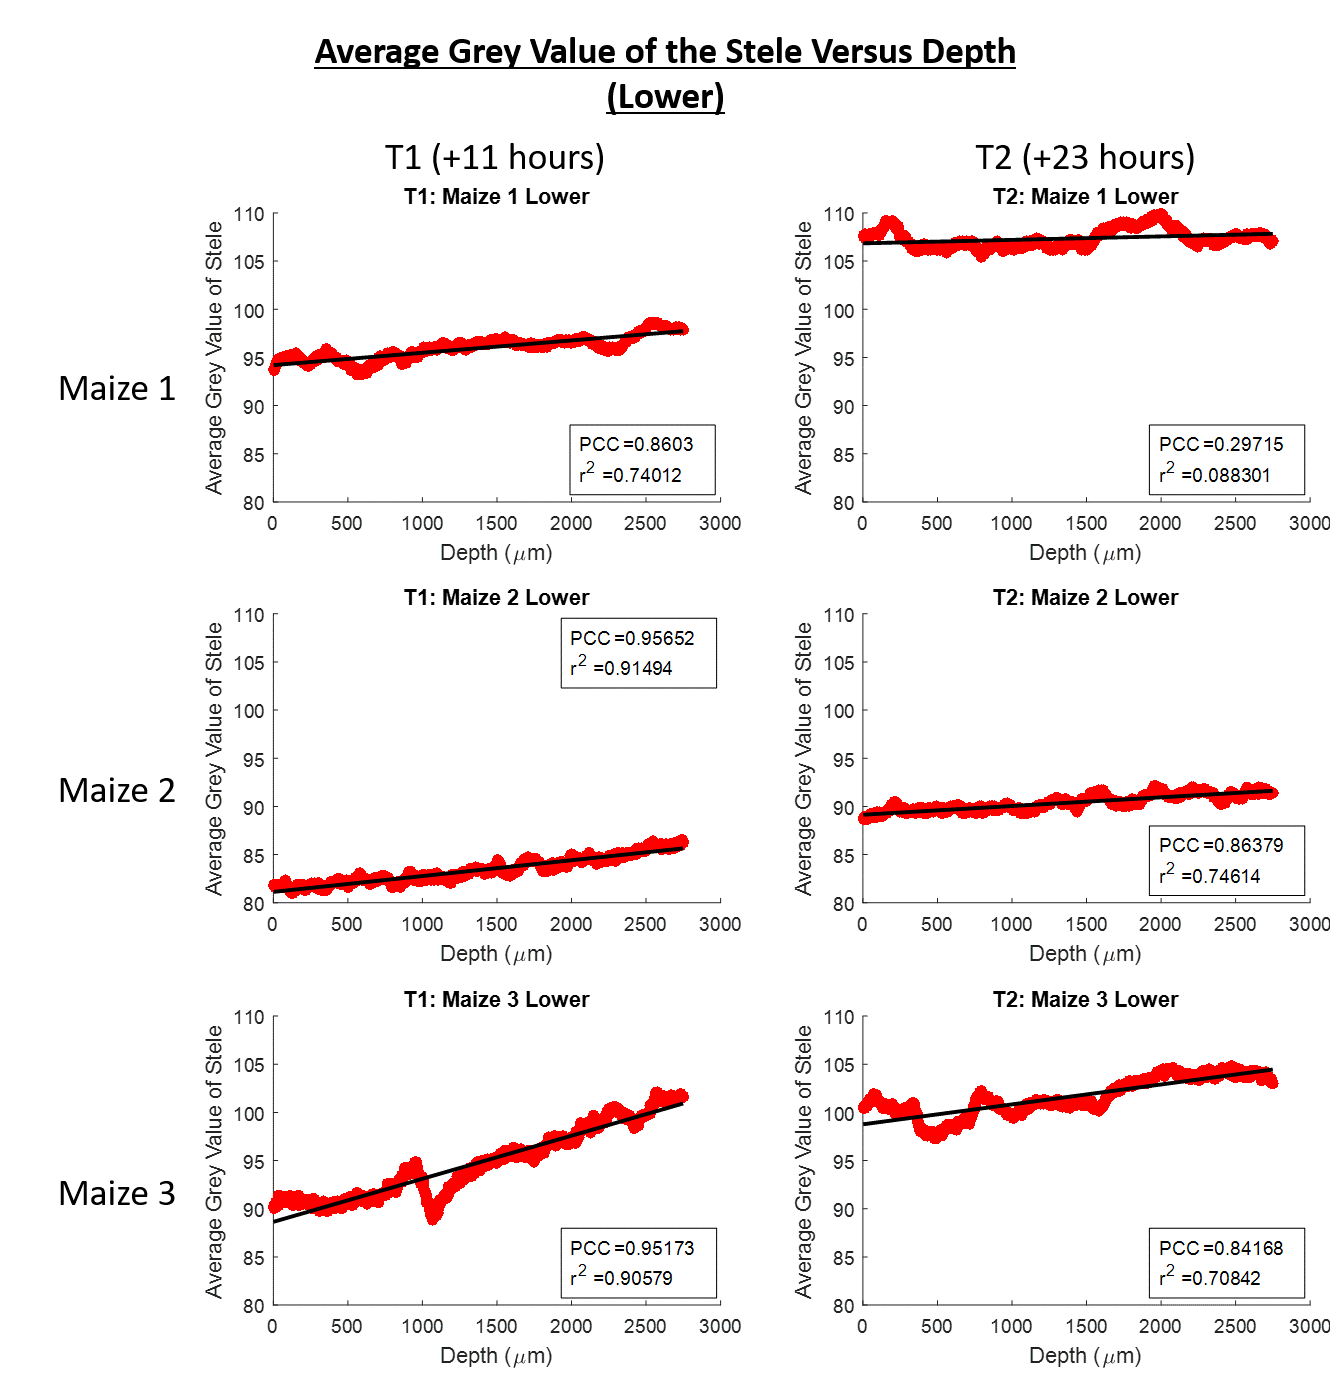 Average Grey Value of the Stele Versus Depth
(Lower)
T1 (+11 hours)
T2 (+23 hours)
Maize 1
T1: Maize 1 Lower
Average Grey Value of Stele
110
105
100
95
90
85
80
PCC=0.8603
r² =0.74012
0 500 1000 1500 2000 2500 3000
Depth (μm)
T2: Maize 1 Lower
Average Grey Value of Stele
110
105
100
95
90
85
80
PCC=0.29715
r² =0.088301
0 500 1000 1500 2000 2500 3000
Depth (μm)
Maize 2
T1: Maize 2 Lower
Average Grey Value of Stele
110
105
100
95
90
85
80
PCC=0.95652
r² =0.91494
0 500 1000 1500 2000 2500 3000
Depth (μm)
T2: Maize 2 Lower
Average Grey Value of Stele
110
105
100
95
90
85
80
PCC=0.86379
r² =0.74614
0 500 1000 1500 2000 2500 3000
Depth (μm)
Maize 3
T1: Maize 3 Lower
Average Grey Value of Stele
110
105
100
95
90
85
80
PCC=0.95173
r² =0.90579
0 500 1000 1500 2000 2500 3000
Depth (μm)
T2: Maize 3 Lower
Average Grey Value of Stele
110
105
100
95
90
85
80
PCC=0.84168
r² =0.70842
0 500 1000 1500 2000 2500 3000
Depth (μm)